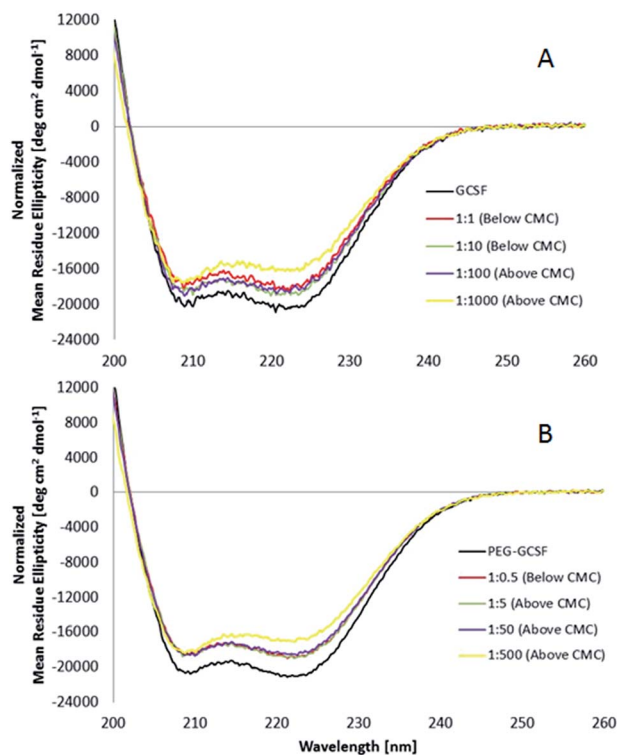 12000
8000
4000
0
-4000
-8000
-12000
-16000
-20000
-24000
Normalized
Mean Residue Ellipticity [deg cm² dmol⁻¹]
A
GCSF
1:1 (Below CMC)
1:10 (Below CMC)
1:100 (Above CMC)
1:1000 (Above CMC)
200 210 220 230 240 250 260
12000
8000
4000
0
-4000
-8000
-12000
-16000
-20000
-24000
Normalized
Mean Residue Ellipticity [deg cm² dmol⁻¹]
B
PEG-GCSF
1:0.5 (Below CMC)
1:5 (Above CMC)
1:50 (Above CMC)
1:500 (Above CMC)
200 210 220 230 240 250 260
Wavelength [nm]